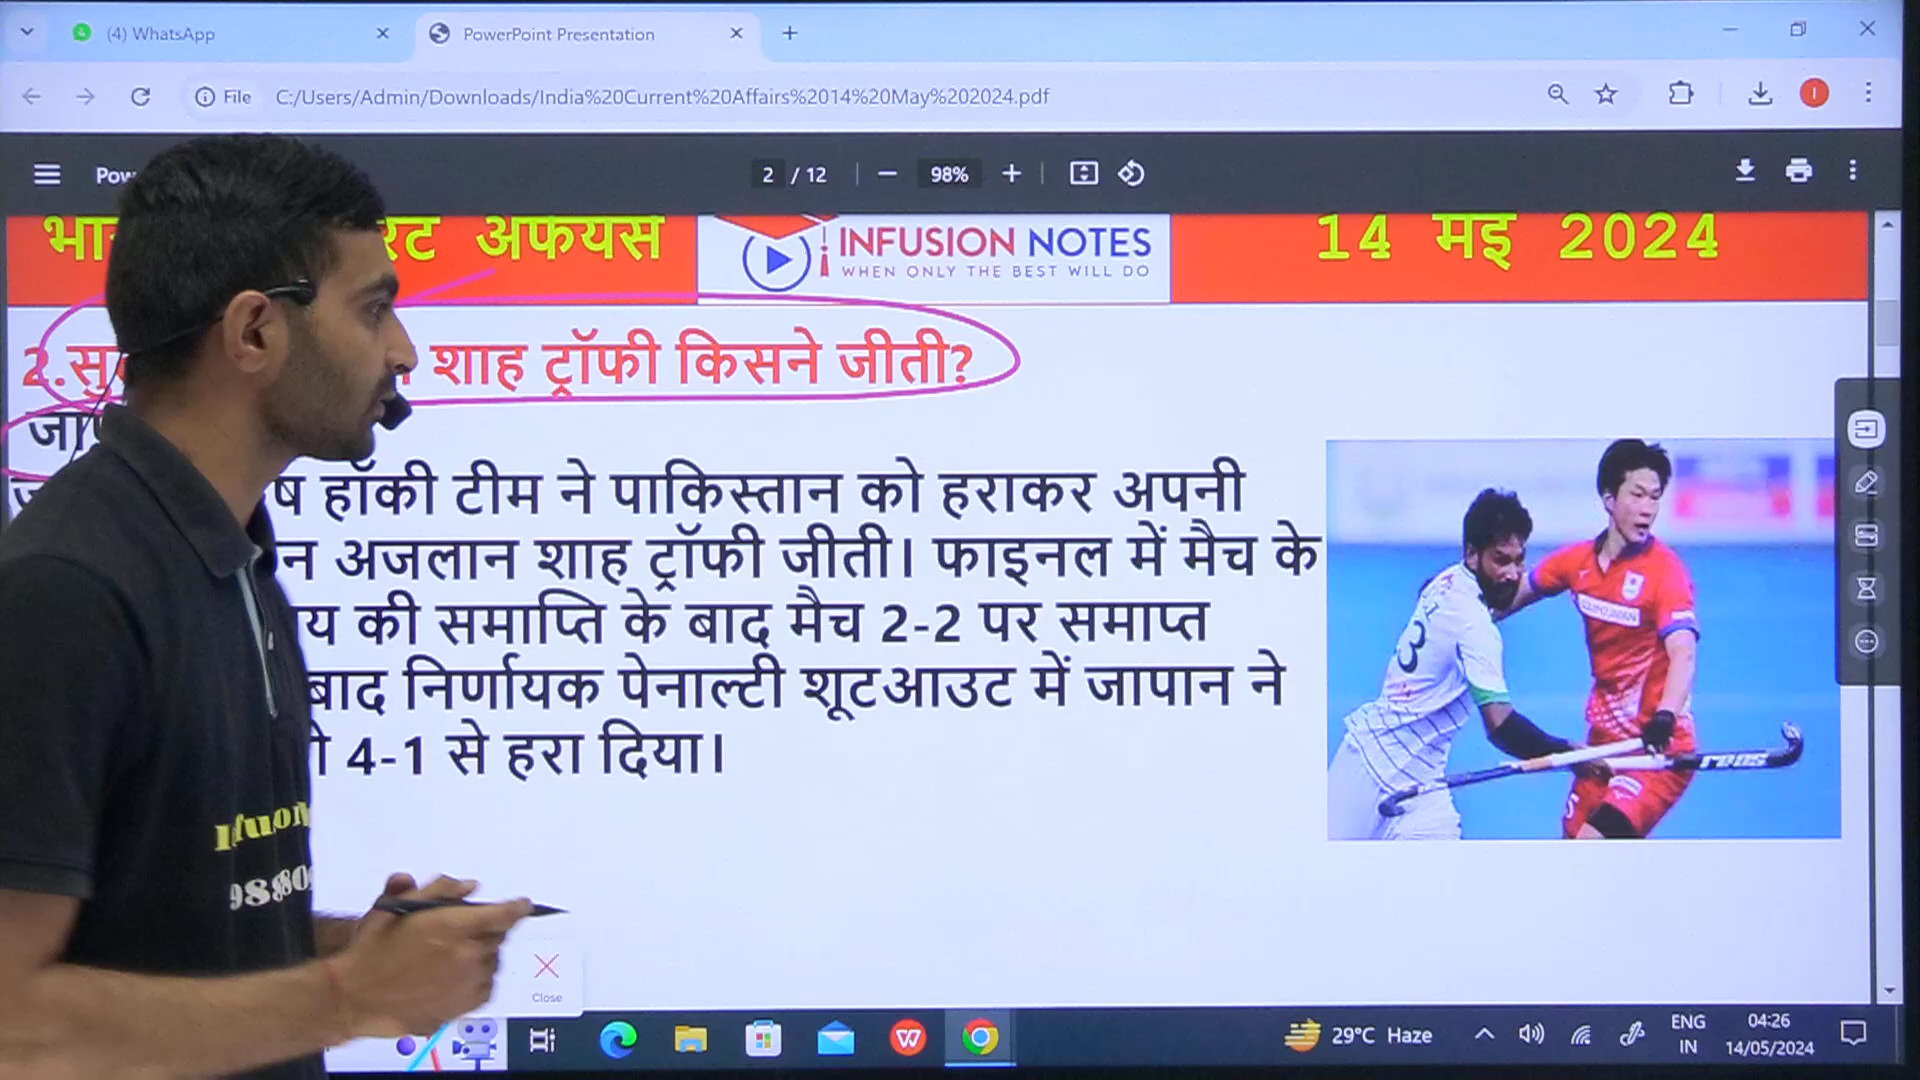 (4) WhatsApp
PowerPoint Presentation
File C:/Users/Admin/Downloads/India%20Current%20Affairs%2014%20May%202024.pdf
2 / 12
98%
अफयस
INFUSION NOTES
WHEN ONLY THE BEST WILL DO
14 मइ 2024
2. शाह ट्रॉफी किसने जीती?
हॉकी टीम ने पाकिस्तान को हराकर अपनी
अजलान शाह ट्रॉफी जीती। फाइनल में मैच के
की समाप्ति के बाद मैच 2-2 पर समाप्त
बाद निर्णायक पेनाल्टी शूटआउट में जापान ने
4-1 से हरा दिया।
3
Close
29°C Haze
ENG
IN
04:26
14/05/2024